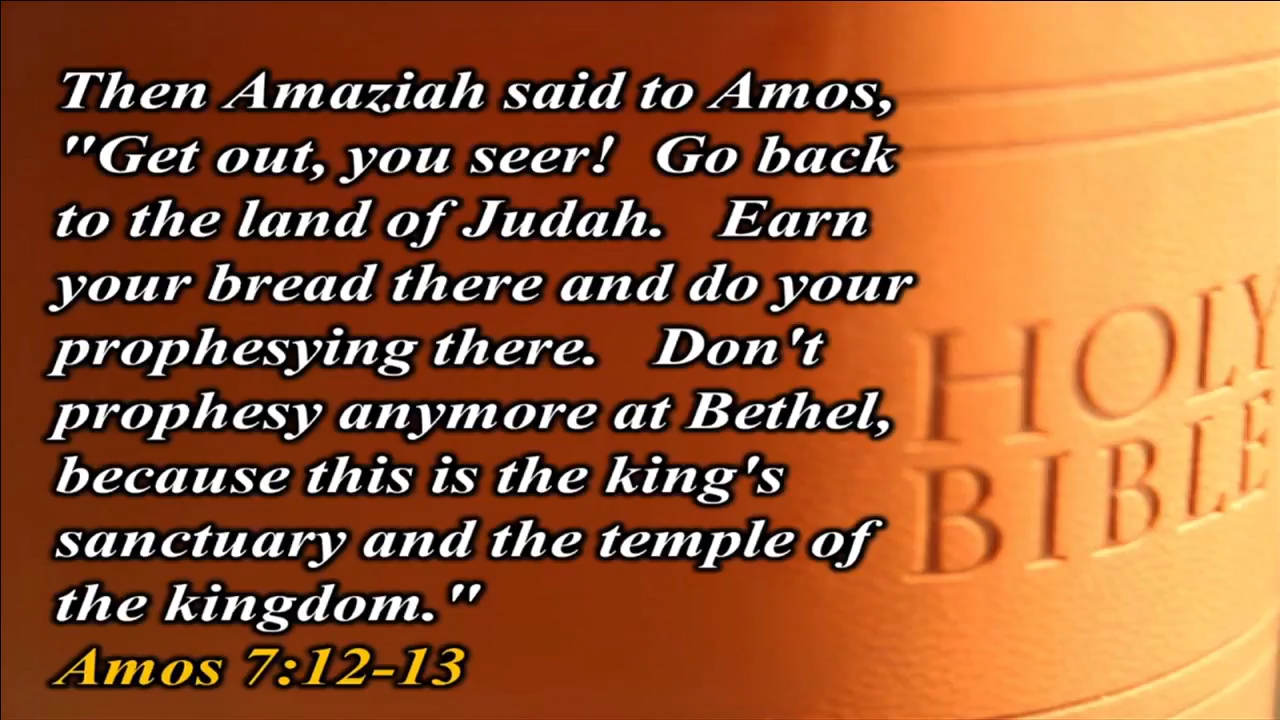 Then Amaziah said to Amos,
"Get out, you seer! Go back
to the land of Judah. Earn
your bread there and do your
prophesying there. Don't
prophesy anymore at Bethel,
because this is the king's
sanctuary and the temple of
the kingdom."
Amos 7:12-13
HOLY
BIBLE